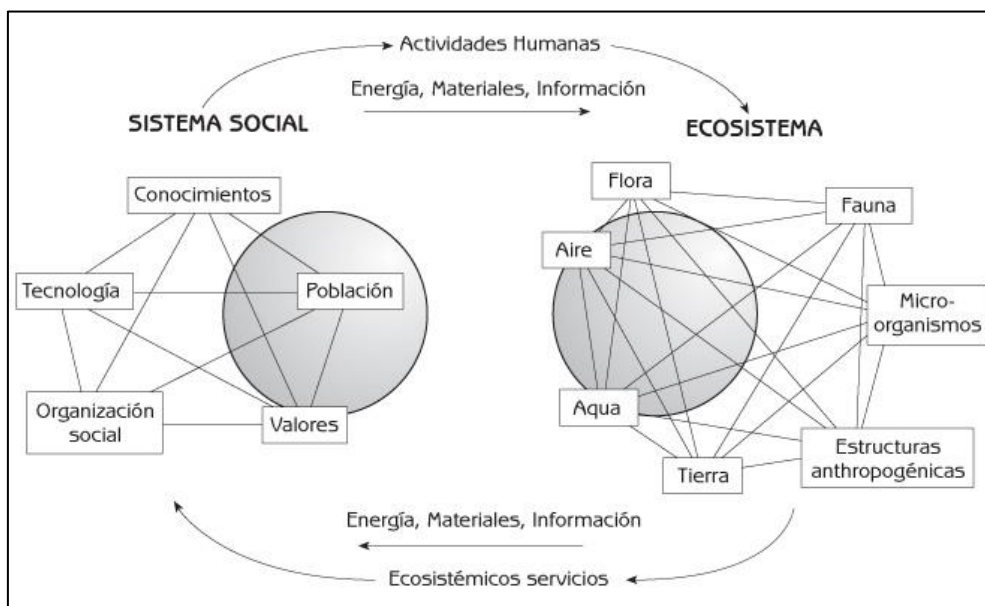 Actividades Humanas
Energía, Materiales, Información
SISTEMA SOCIAL
ECOSISTEMA
Conocimientos
Tecnología
Población
Organización
social
Valores
Flora
Fauna
Aire
Micro-
organismos
Aqua
Tierra
Estructuras
anthropogénicas
Energía, Materiales, Información
Ecosistémicos servicios